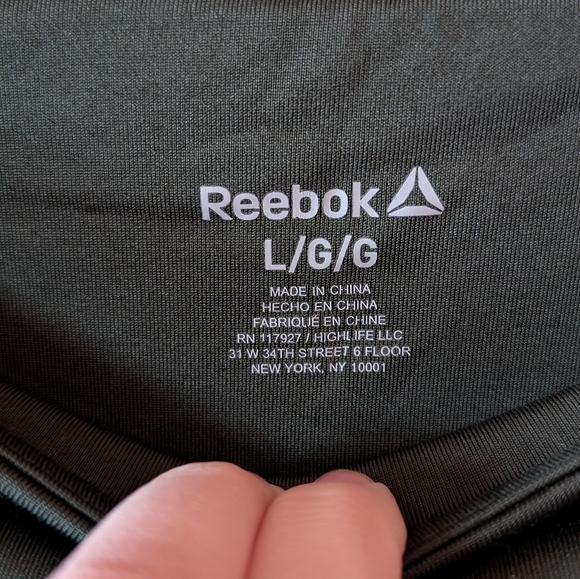 Reebok
L/G/G
MADE IN CHINA
HECHO EN CHINA
FABRIQUÉ EN CHINE
RN 117927 / HIGHLIFE LLC
31 W 34TH STREET 6 FLOOR
NEW YORK, NY 10001